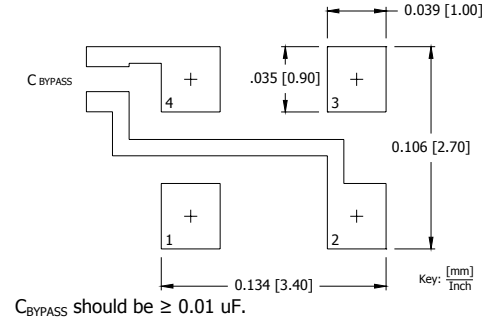 0.039 [1.00]
C BYPASS
.035 [0.90]
4
3
0.106 [2.70]
1
2
0.134 [3.40]
Key: [mm]
Inch
CBYPASS should be ≥ 0.01 uF.